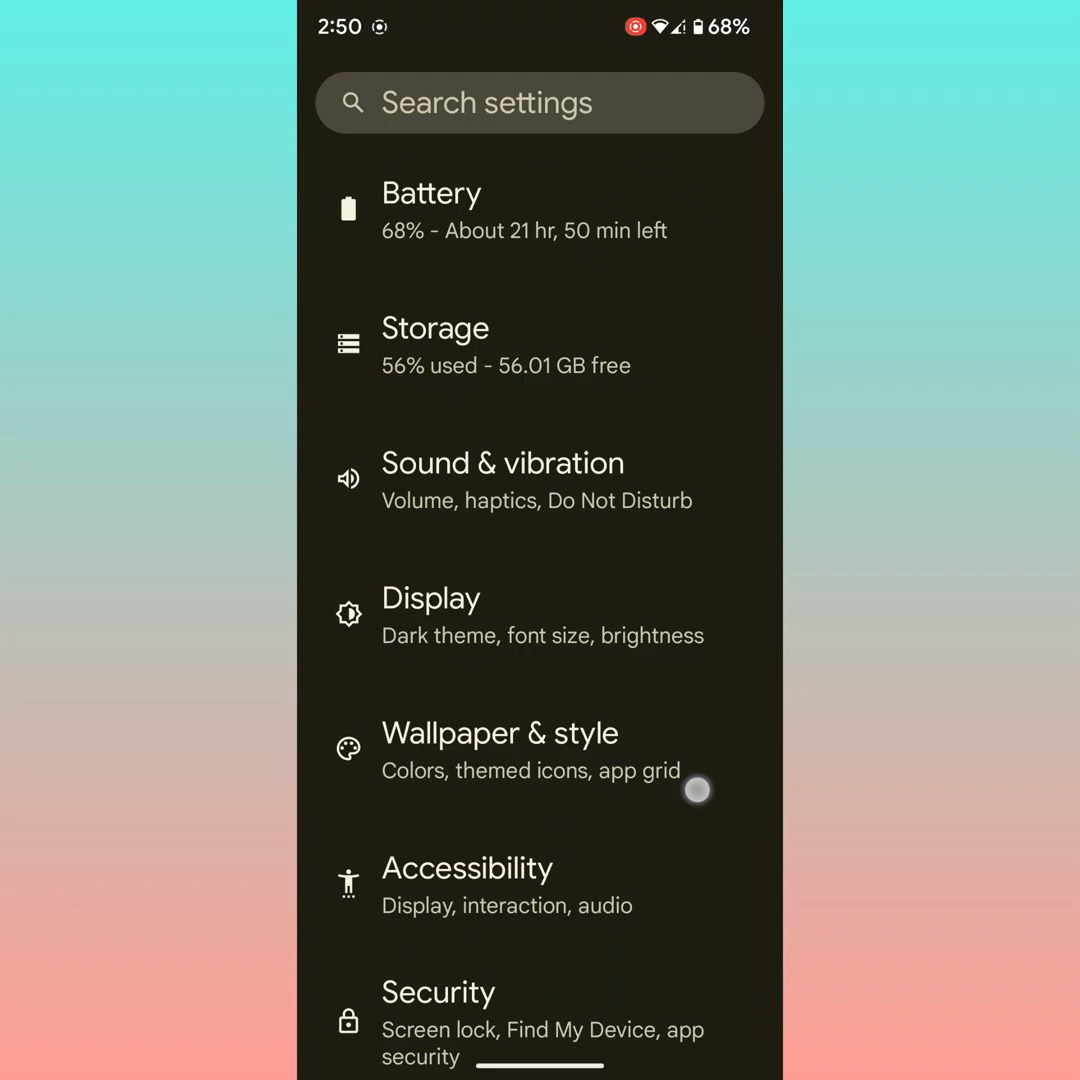 2:50 68%
Search settings
Battery
68% - About 21 hr, 50 min left
Storage
56% used - 56.01 GB free
Sound & vibration
Volume, haptics, Do Not Disturb
Display
Dark theme, font size, brightness
Wallpaper & style
Colors, themed icons, app grid
Accessibility
Display, interaction, audio
Security
Screen lock, Find My Device, app
security